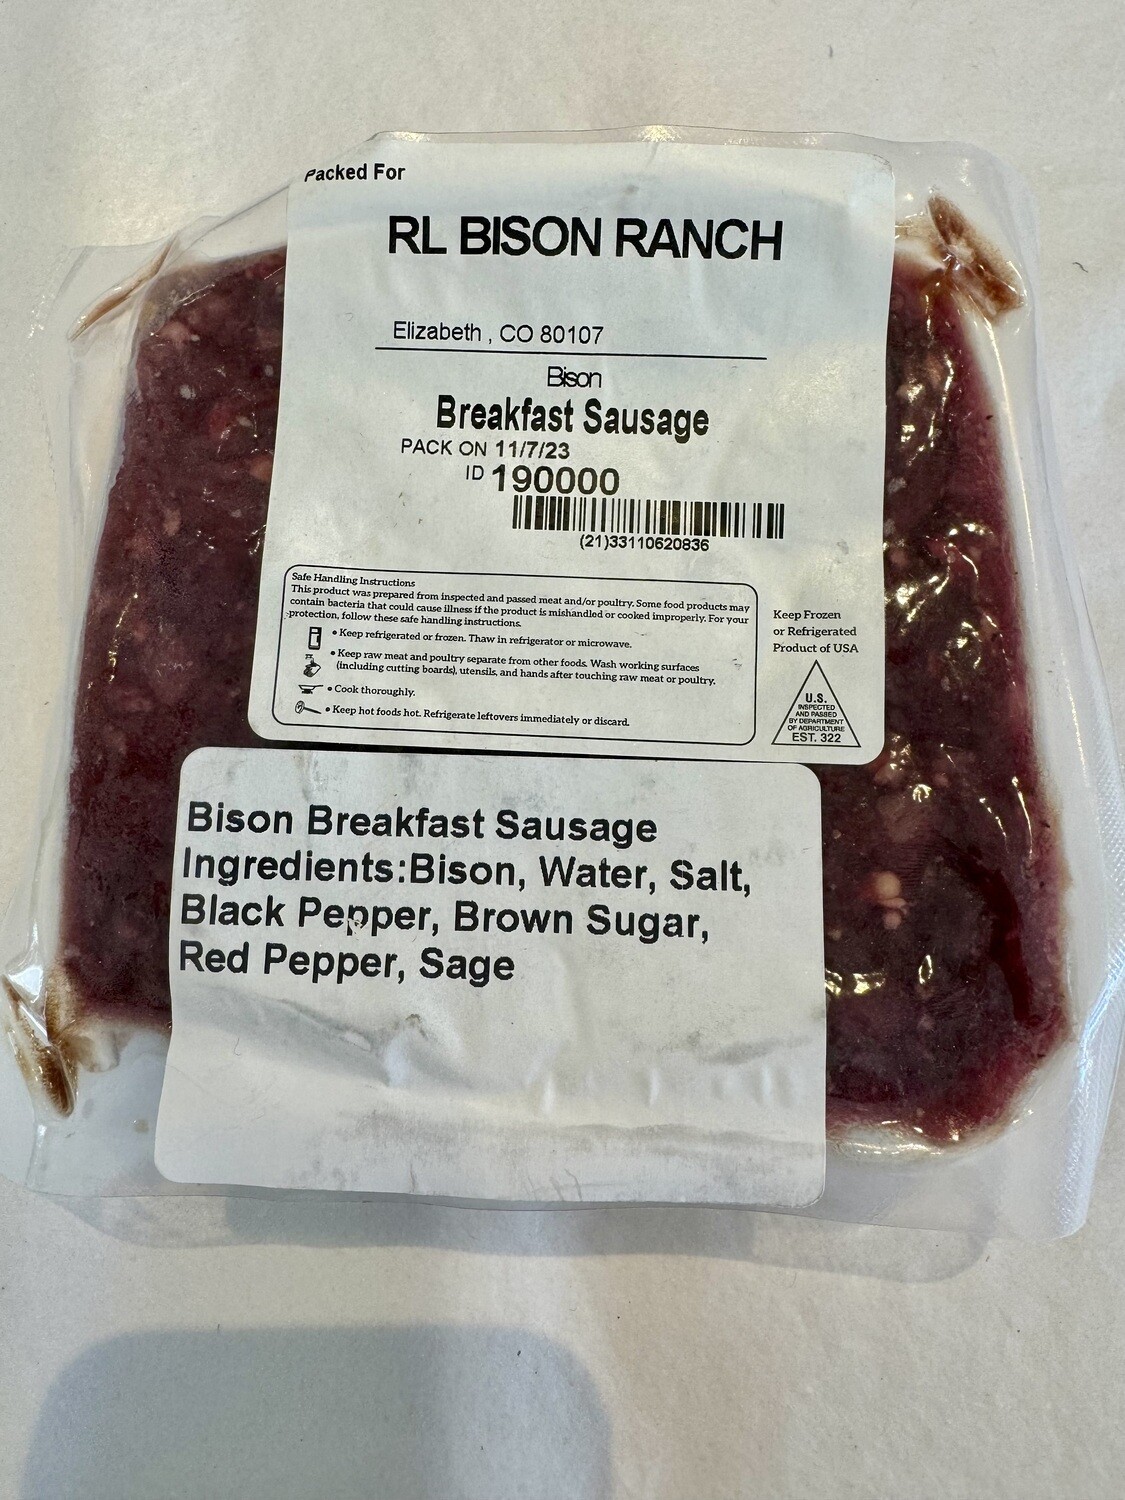 Packed For
RL BISON RANCH
Elizabeth , CO 80107
Bison
Breakfast Sausage
PACK ON 11/7/23
ID 190000
(21)33110620836
Safe Handling Instructions
This product was prepared from inspected and passed meat and/or poultry. Some food products may
contain bacteria that could cause illness if the product is mishandled or cooked improperly. For your
protection, follow these safe handling instructions.
• Keep refrigerated or frozen. Thaw in refrigerator or microwave.
• Keep raw meat and poultry separate from other foods. Wash working surfaces
(including cutting boards), utensils, and hands after touching raw meat or poultry.
• Cook thoroughly.
• Keep hot foods hot. Refrigerate leftovers immediately or discard.
Keep Frozen
or Refrigerated
Product of USA
U.S.
INSPECTED
AND PASSED
BY DEPARTMENT
OF AGRICULTURE
EST. 322
Bison Breakfast Sausage
Ingredients:Bison, Water, Salt,
Black Pepper, Brown Sugar,
Red Pepper, Sage